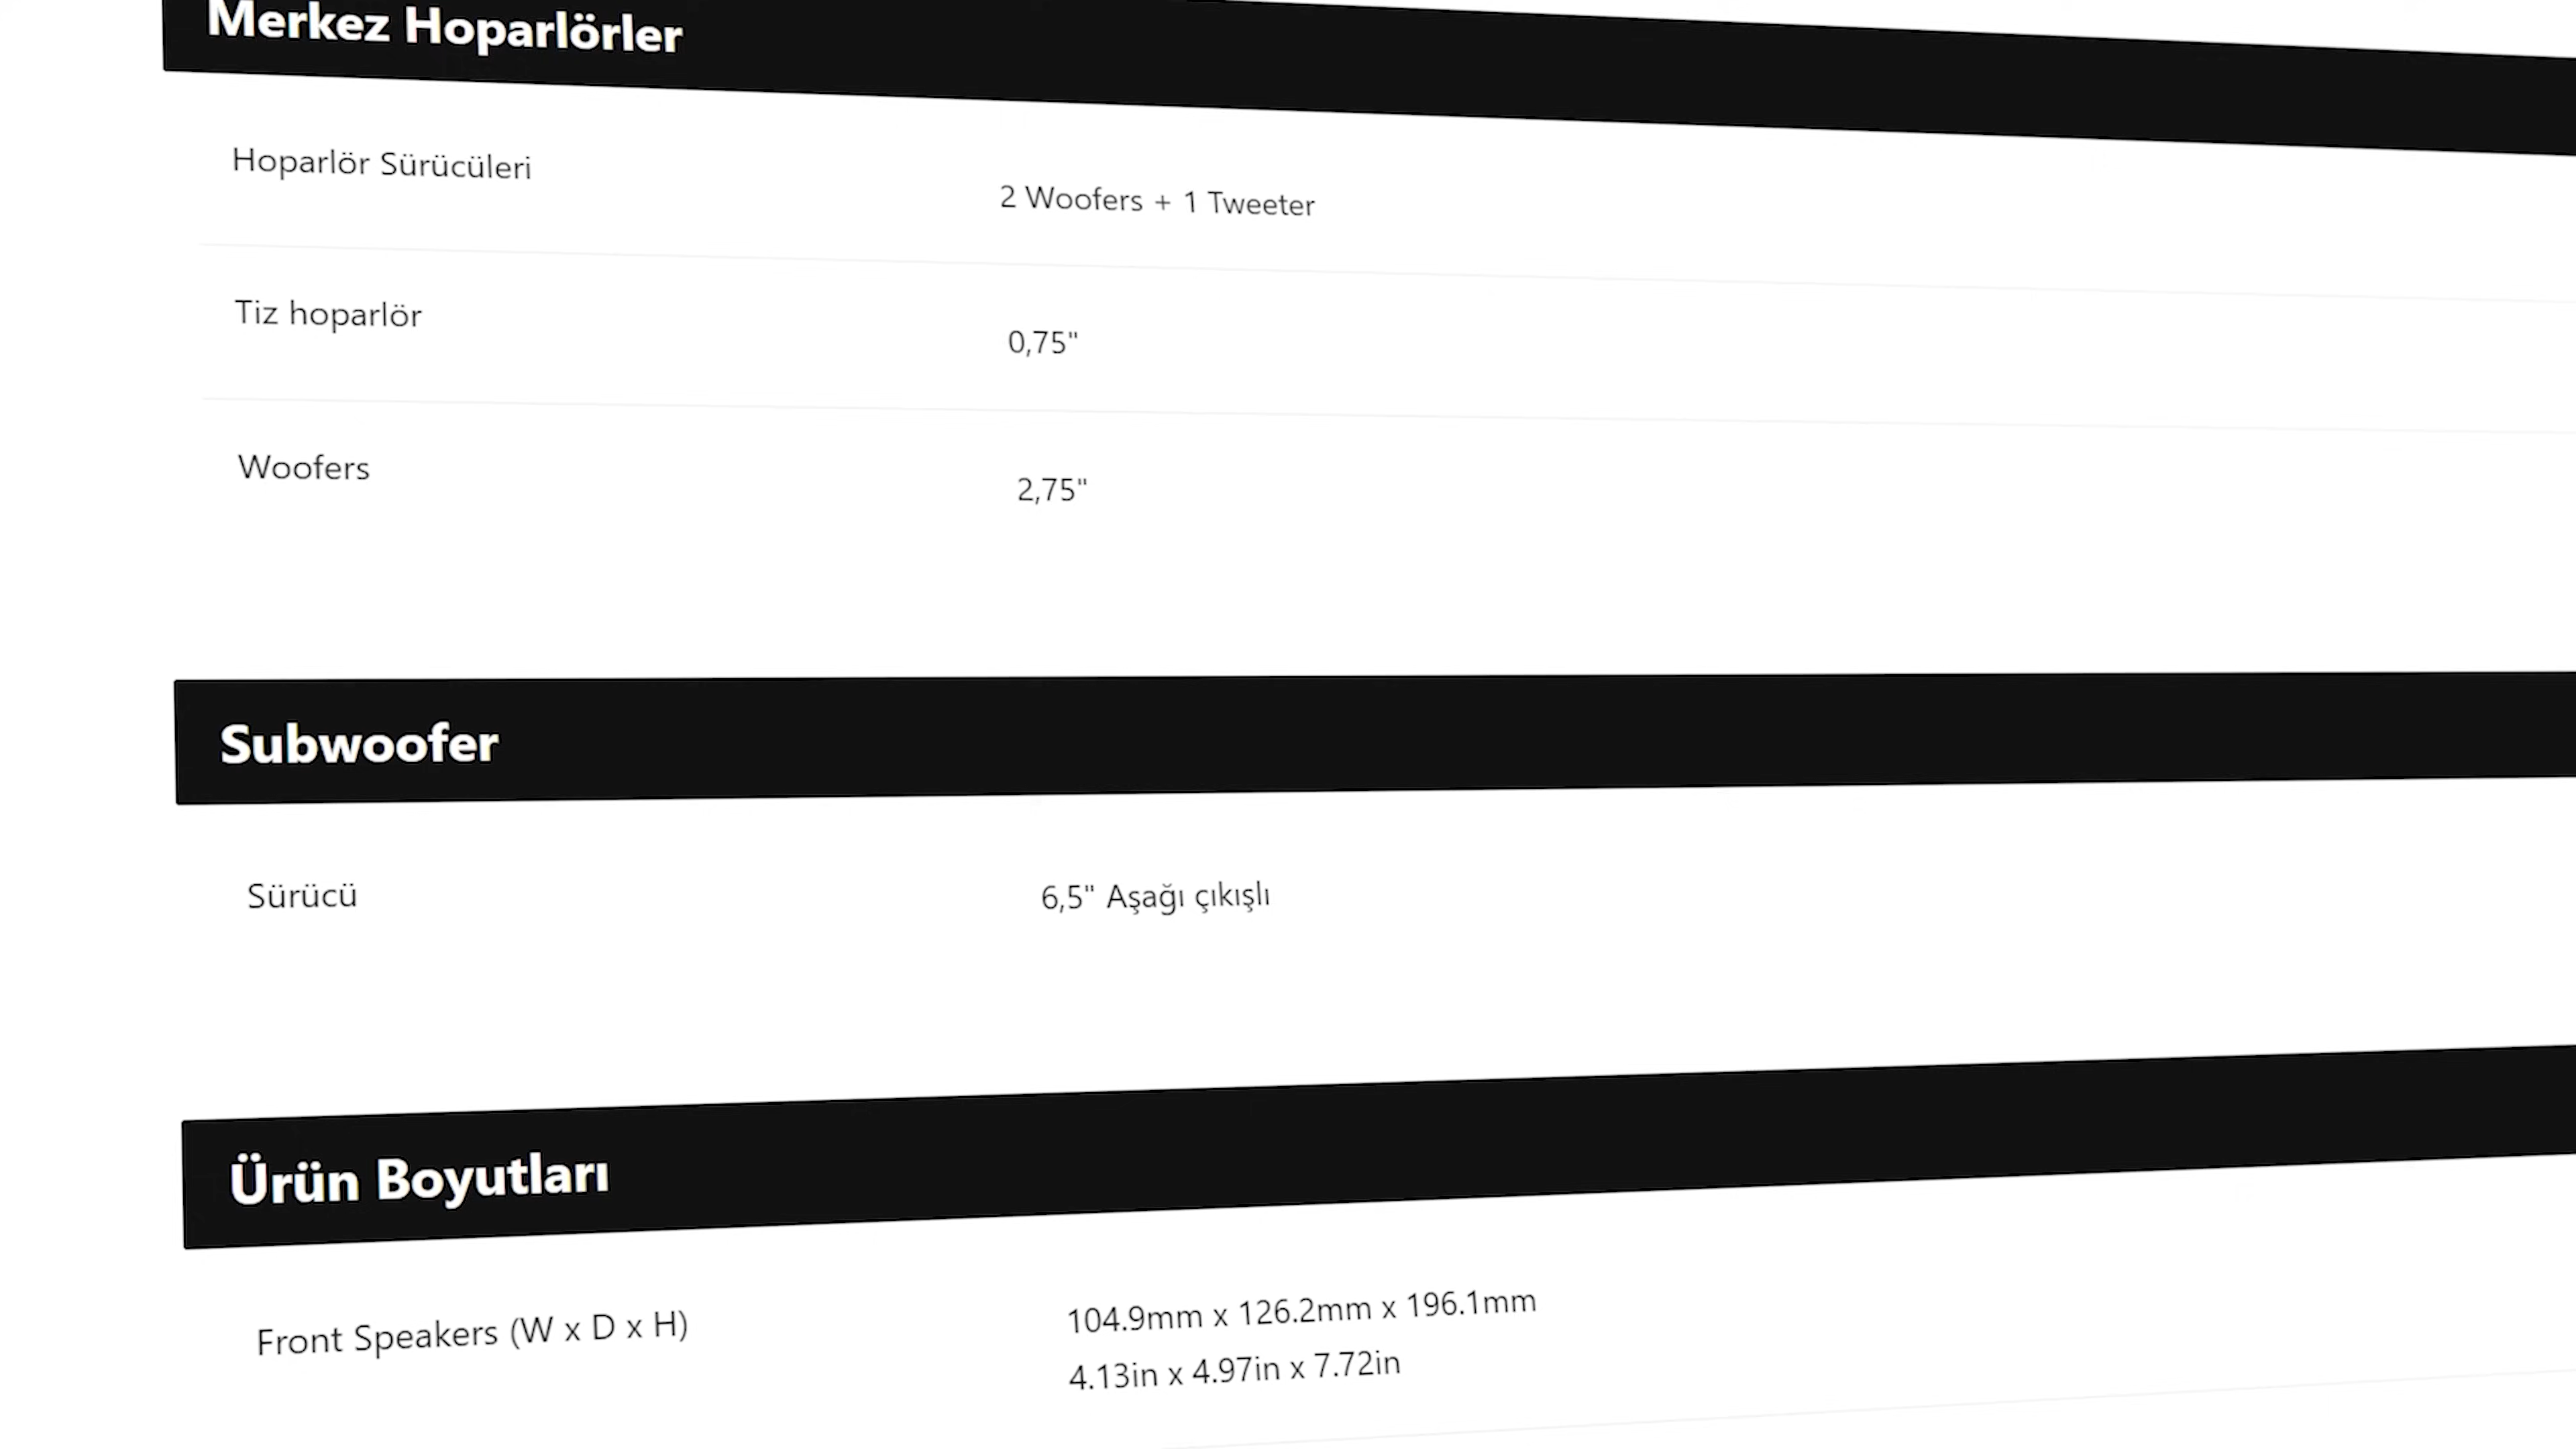 Merkez Hoparlörler
Hoparlör Sürücüleri
2 Woofers + 1 Tweeter
Tiz hoparlör
0,75"
Woofers
2,75"
Subwoofer
Sürücü
6,5" Aşağı çıkışlı
Ürün Boyutları
Front Speakers (W x D x H)
104.9mm x 126.2mm x 196.1mm
4.13in x 4.97in x 7.72in